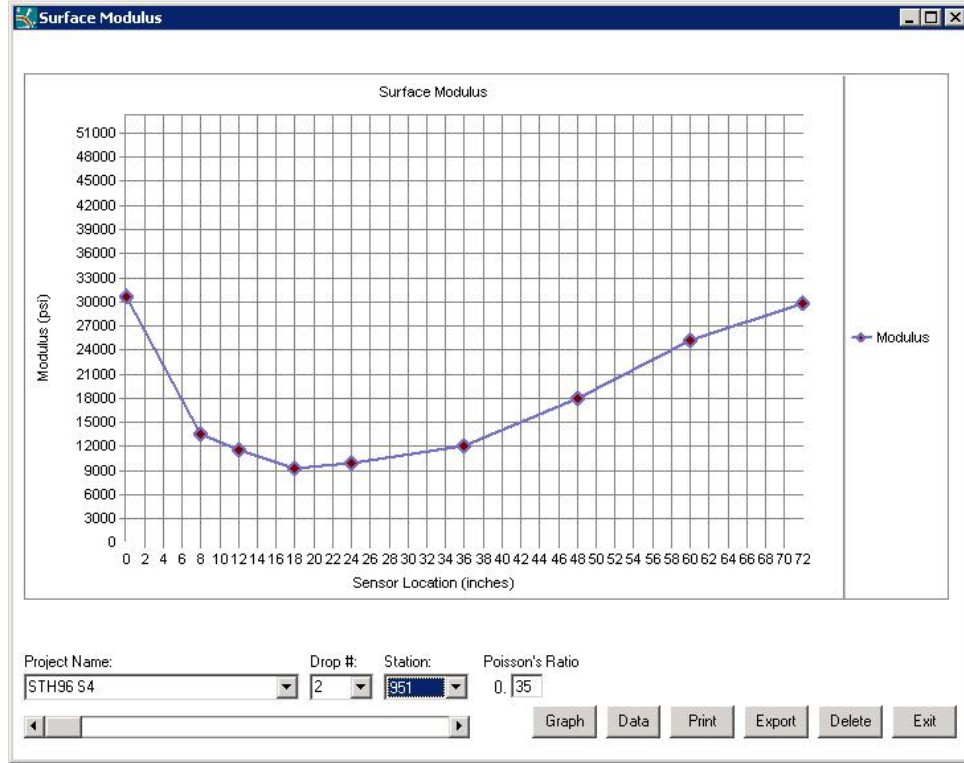 Surface Modulus
Surface Modulus
51000
48000
45000
42000
39000
36000
33000
30000
27000
24000
21000
18000
15000
12000
9000
6000
3000
0
Modulus (psi)
0 2 4 6 8 10 12 14 16 18 20 22 24 26 28 30 32 34 36 38 40 42 44 46 48 50 52 54 56 58 60 62 64 66 68 70 72
Sensor Location (inches)
Modulus
Project Name: Drop #: Station: Poisson's Ratio
STH96 S4 2 951 0. 35
Graph Data Print Export Delete Exit